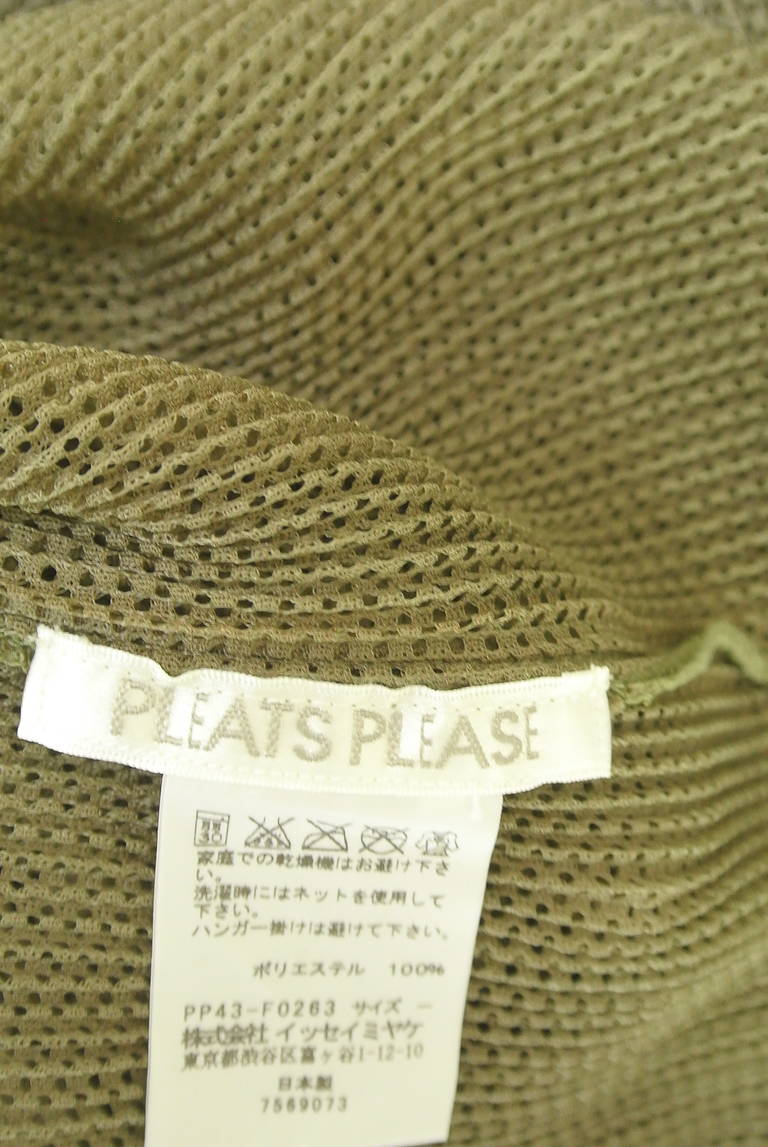 PLEATS PLEASE
家庭での乾燥機はお避け下さ
い。
洗濯時にはネットを使用して
下さい。
ハンガー掛けは避けて下さい。
ポリエステル 100%
PP43-F0263 サイズ －
株式会社 イッセイミヤケ
東京都渋谷区富ヶ谷1-12-10
日本製
7569073